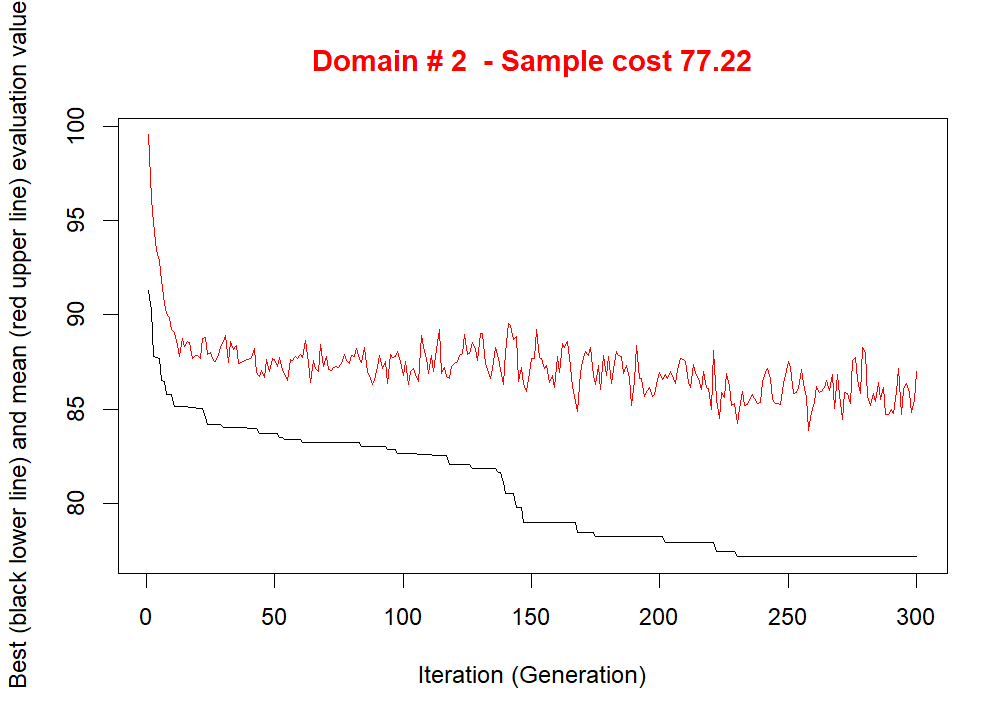 Domain # 2  - Sample cost 77.22
Best (black lower line) and mean (red upper line) evaluation value
100
95
90
85
80
0 50 100 150 200 250 300
Iteration (Generation)